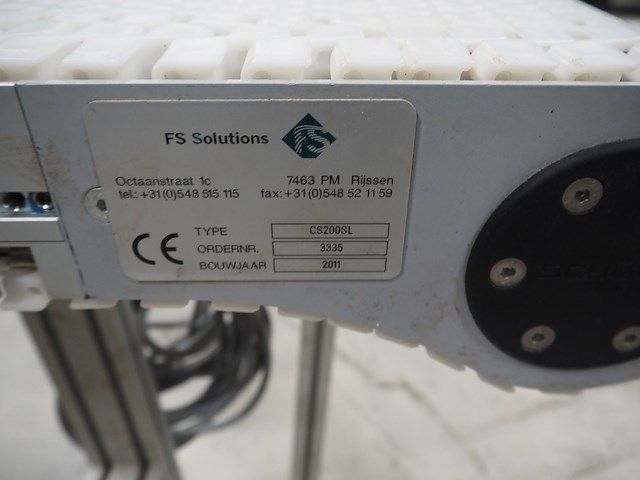 FS Solutions FS
Octaanstraat 1c 7463 PM Rijssen
tel.: +31(0)548 515 115 fax:+31(0)548 52 11 59
CE
TYPE CS200SL
ORDERNR. 3335
BOUWJAAR 2011